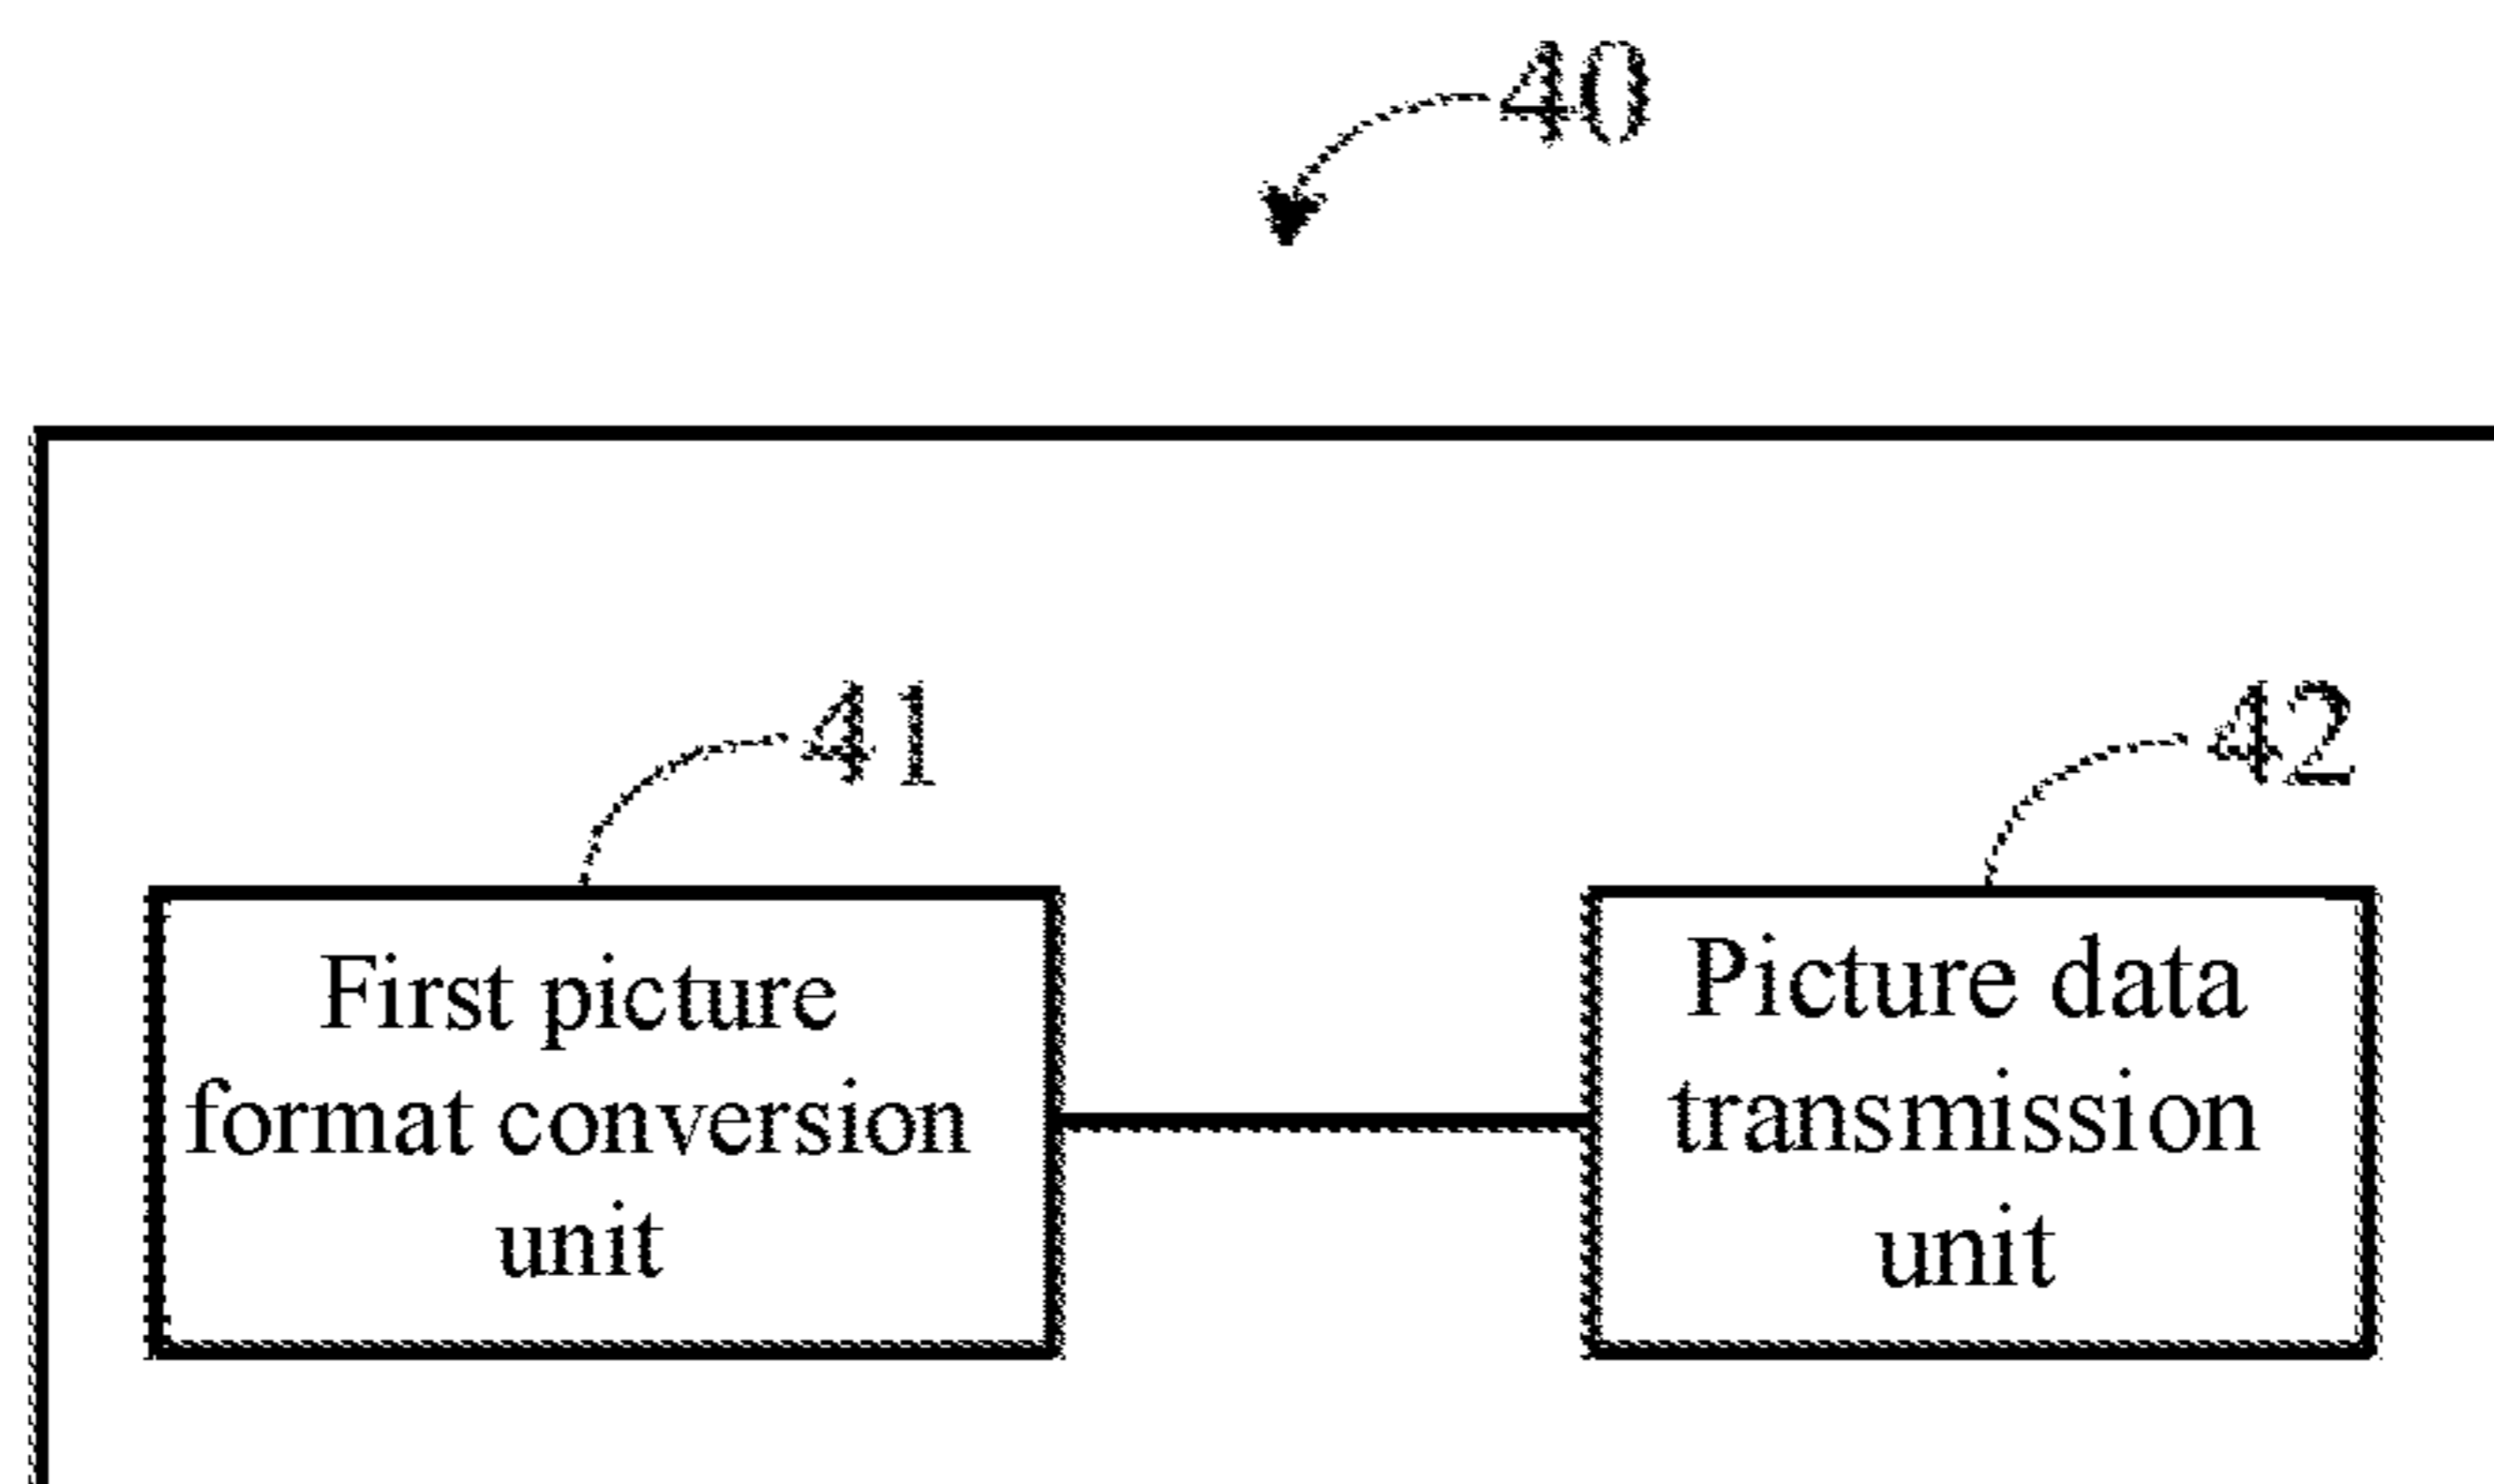 40
41
42
First picture
format conversion
unit
Picture data
transmission
unit